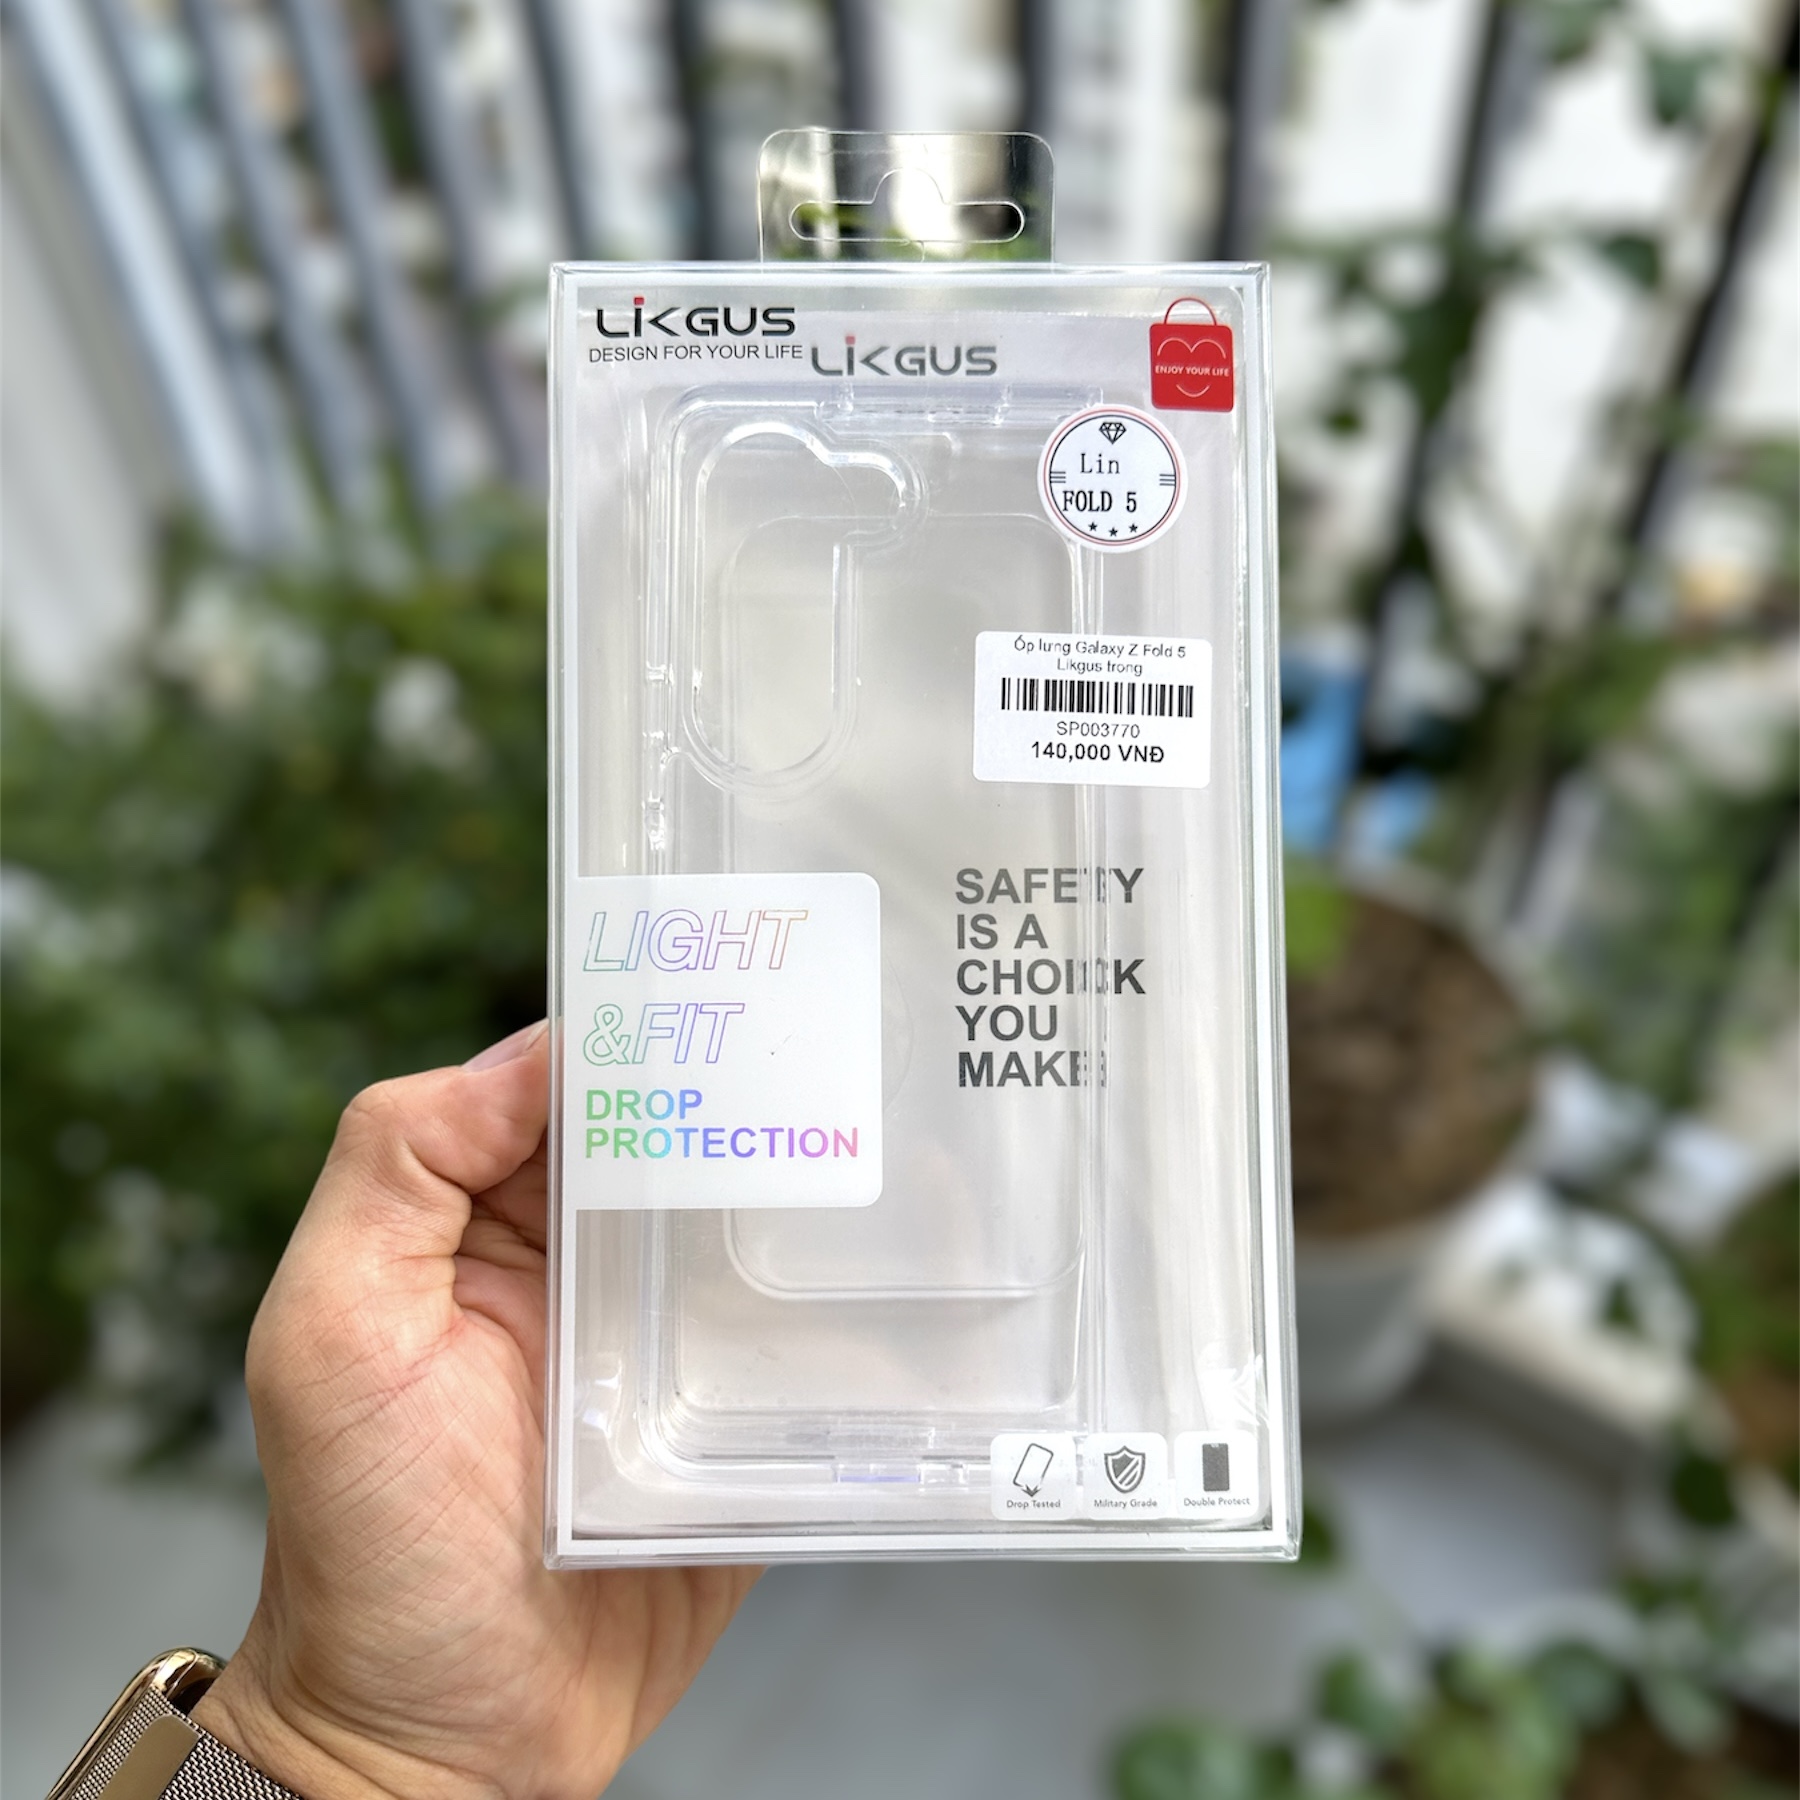 LIKGUS
DESIGN FOR YOUR LIFE
LIKGUS
ENJOY YOUR LIFE
Lin
FOLD 5
Ốp lưng Galaxy Z Fold 5
Likgus trong
SP003770
140,000 VNĐ
SAFETY
IS A
YOU
MAKE
LIGHT
&FIT
DROP
PROTECTION
Drop Tested
Military Grade
Double Protect